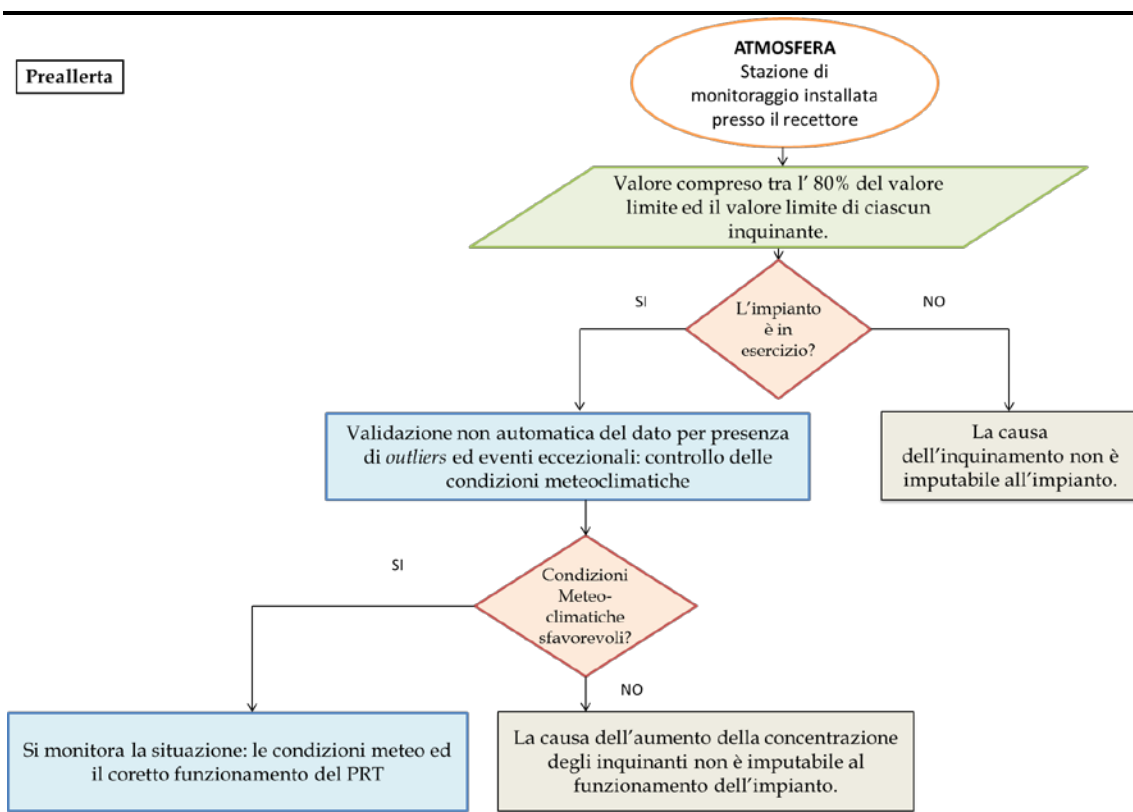 Preallerta
ATMOSFERA
Stazione di
monitoraggio installata
presso il recettore
Valore compreso tra l' 80% del valore
limite ed il valore limite di ciascun
inquinante.
SI
NO
L'impianto
è in
esercizio?
Validazione non automatica del dato per presenza
di outliers ed eventi eccezionali: controllo delle
condizioni meteoclimatiche
La causa
dell'inquinamento non è
imputabile all'impianto.
SI
Condizioni
Meteo-
climatiche
sfavorevoli?
NO
Si monitora la situazione: le condizioni meteo ed
il coretto funzionamento del PRT
La causa dell'aumento della concentrazione
degli inquinanti non è imputabile al
funzionamento dell'impianto.